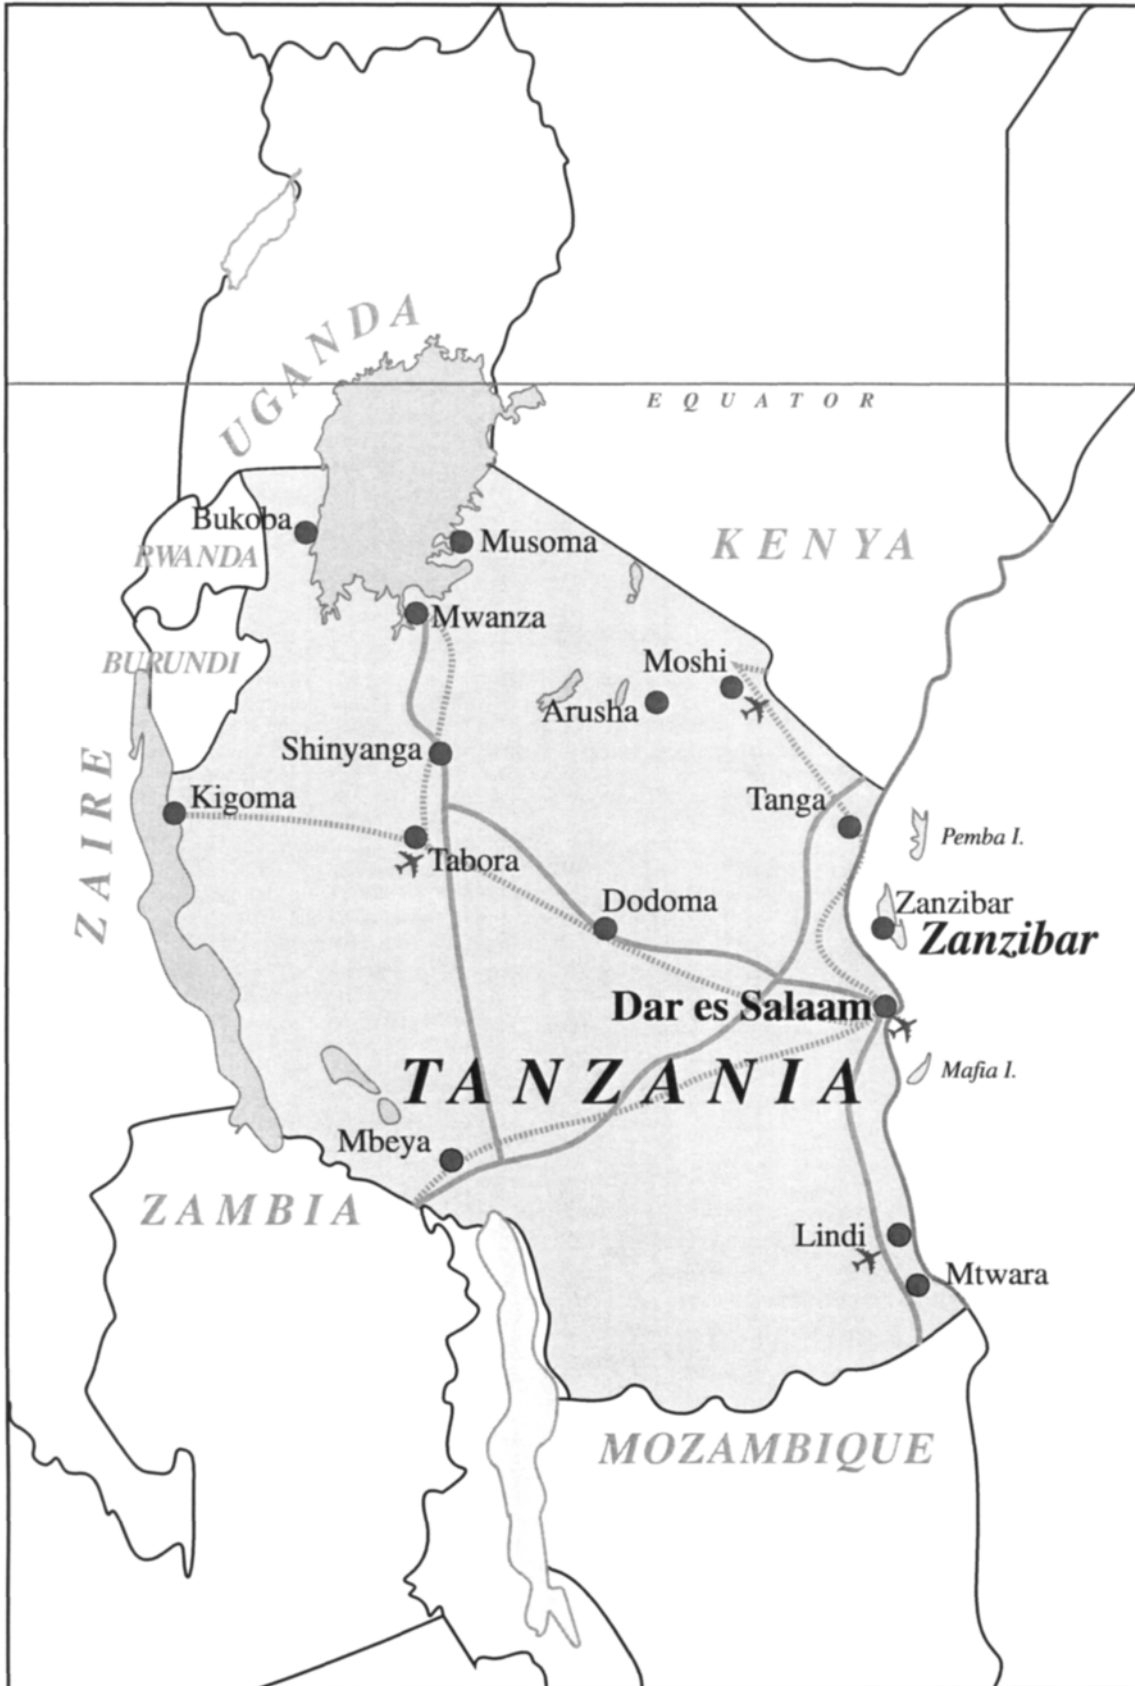 UGANDA
EQUATOR
Bukoba
RWANDA
Musoma
KENYA
Mwanza
BURUNDI
Moshi
Arusha
Shinyanga
ZAIRE
Kigoma
Tanga
Pemba I.
Tabora
Dodoma
Zanzibar
Zanzibar
Dar es Salaam
TANZANIA
Mafia I.
Mbeya
ZAMBIA
Lindi
Mtwara
MOZAMBIQUE